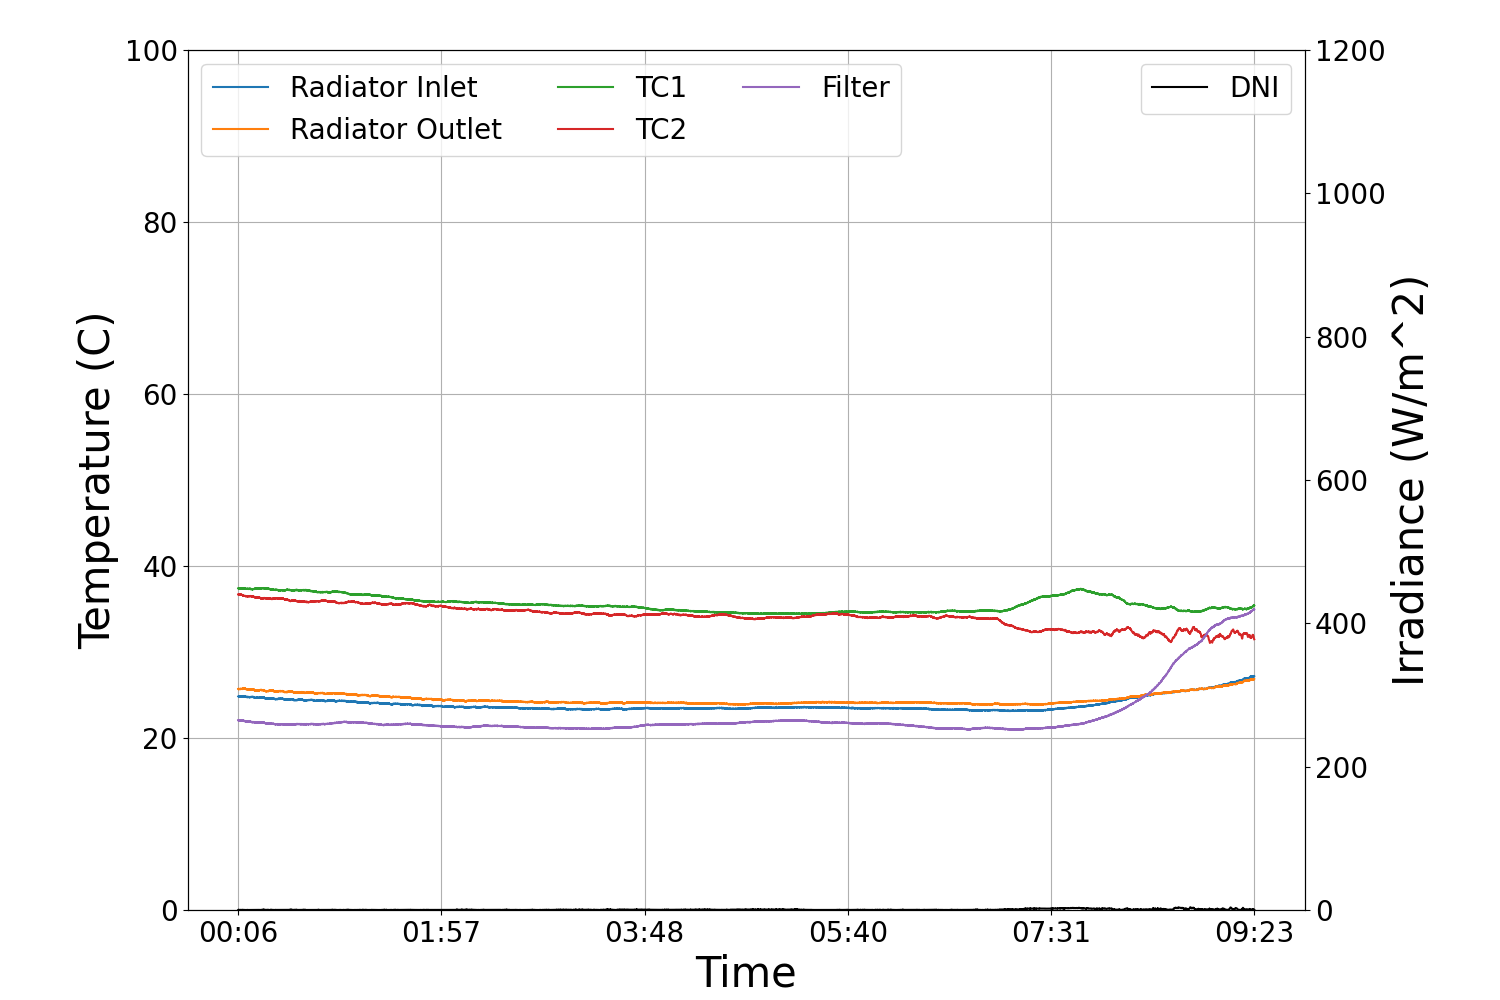 Radiator Inlet
Radiator Outlet
TC1
TC2
Filter
DNI
Temperature (C)
100
80
60
40
20
0
Irradiance (W/m^2)
1200
1000
800
600
400
200
0
00:06 01:57 03:48 05:40 07:31 09:23
Time